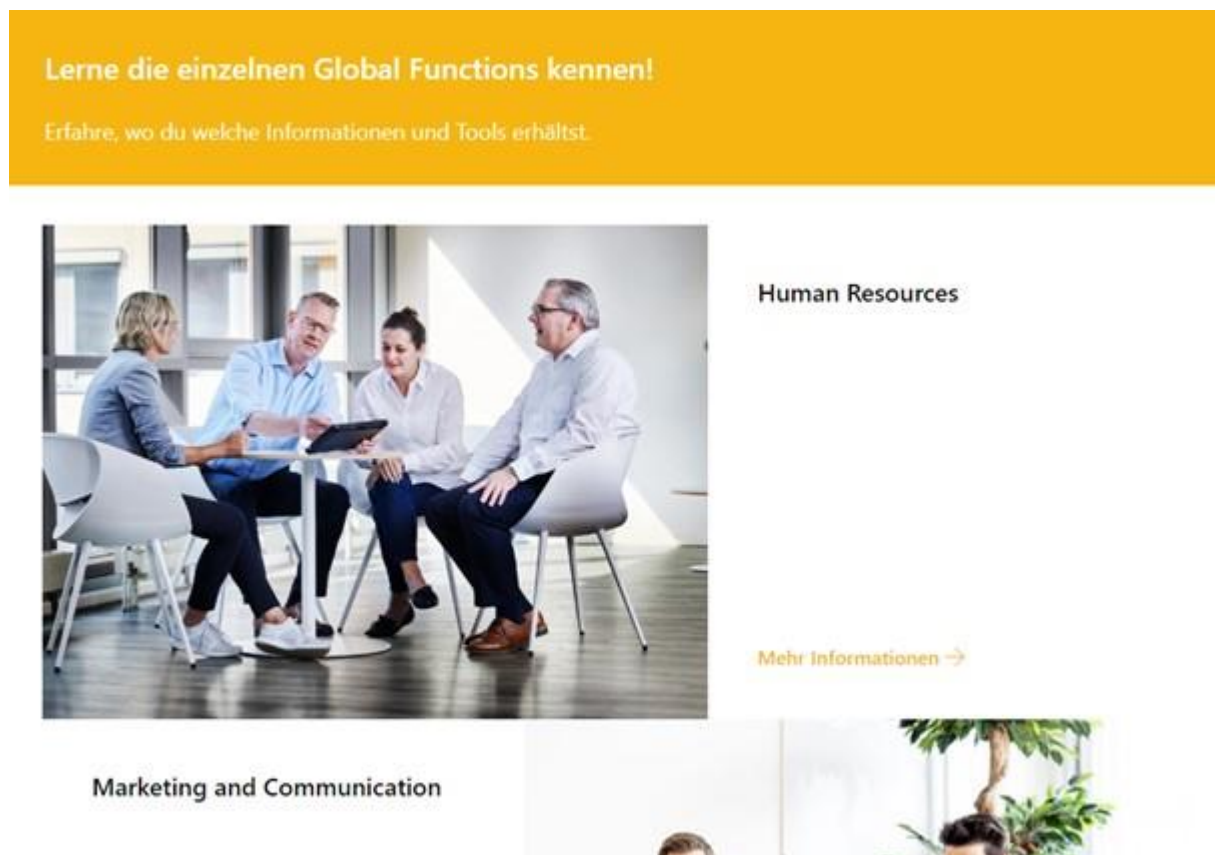 Lerne die einzelnen Global Functions kennen!
Erfahre, wo du welche Informationen und Tools erhältst.
Human Resources
Mehr Informationen →
Marketing and Communication